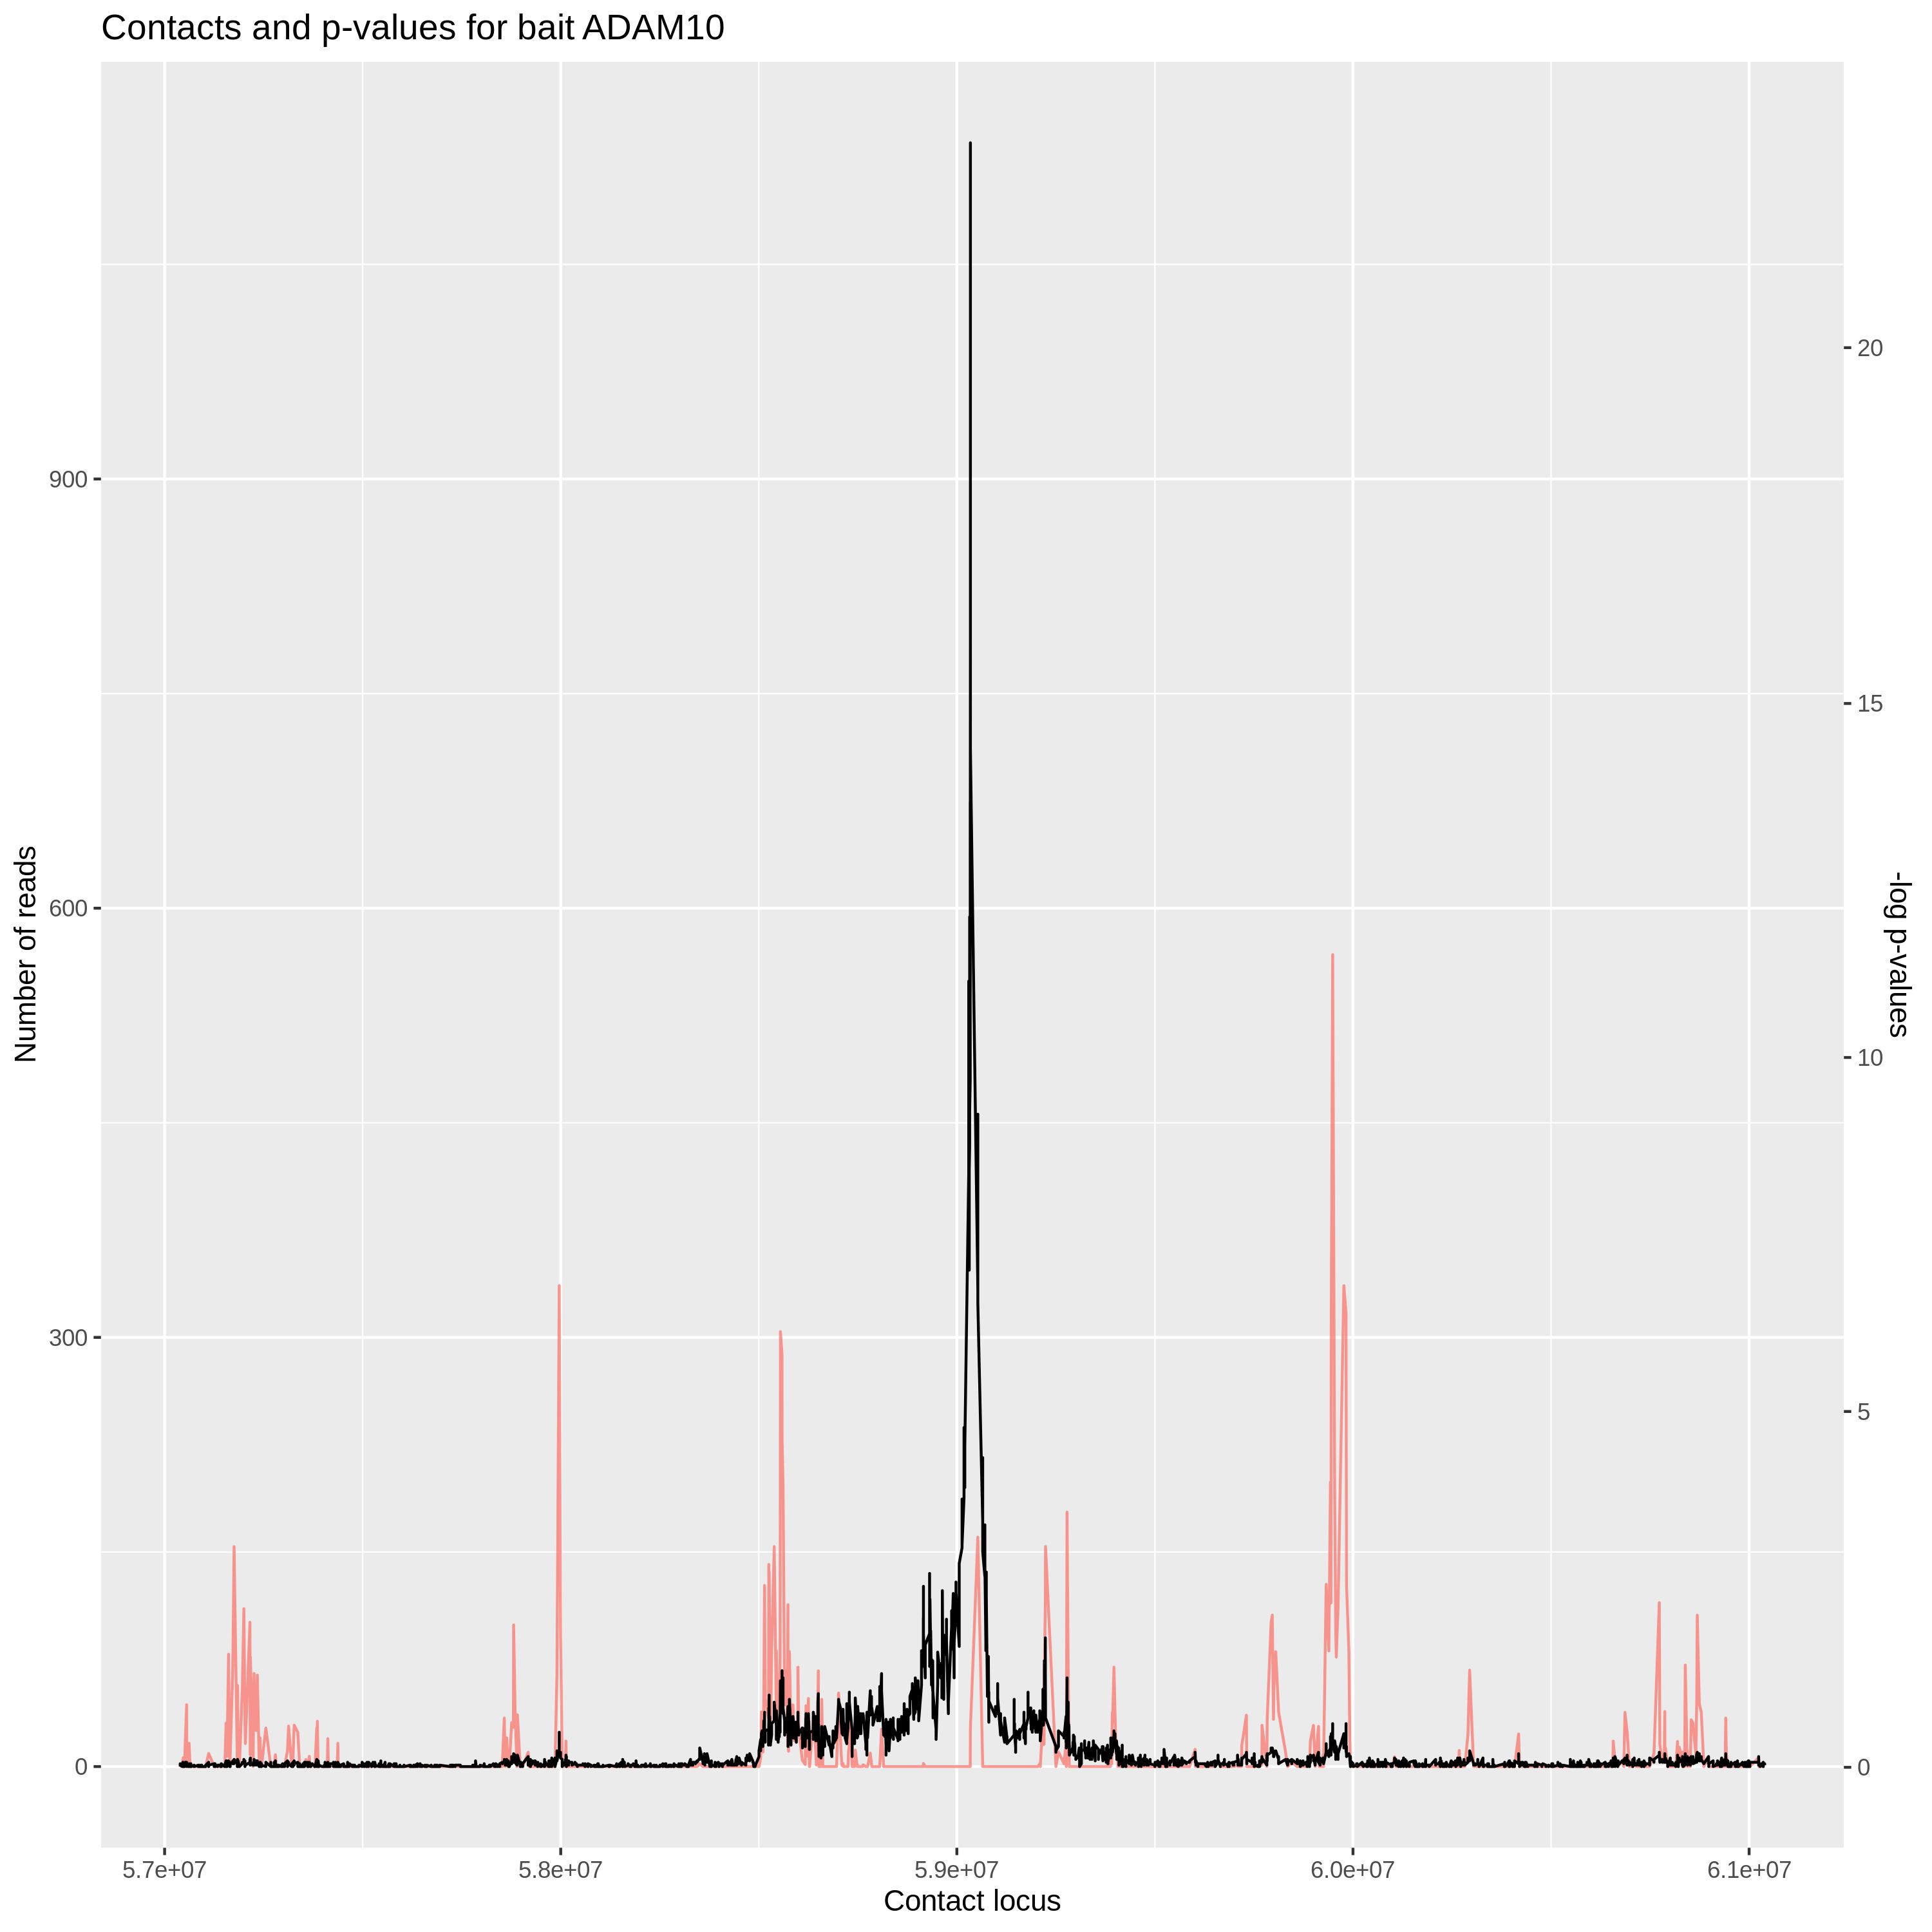 Contacts and p-values for bait ADAM10
Number of reads
900
600
300
0
20
15
10
5
0
-log p-values
5.7e+07
5.8e+07
5.9e+07
6.0e+07
6.1e+07
Contact locus